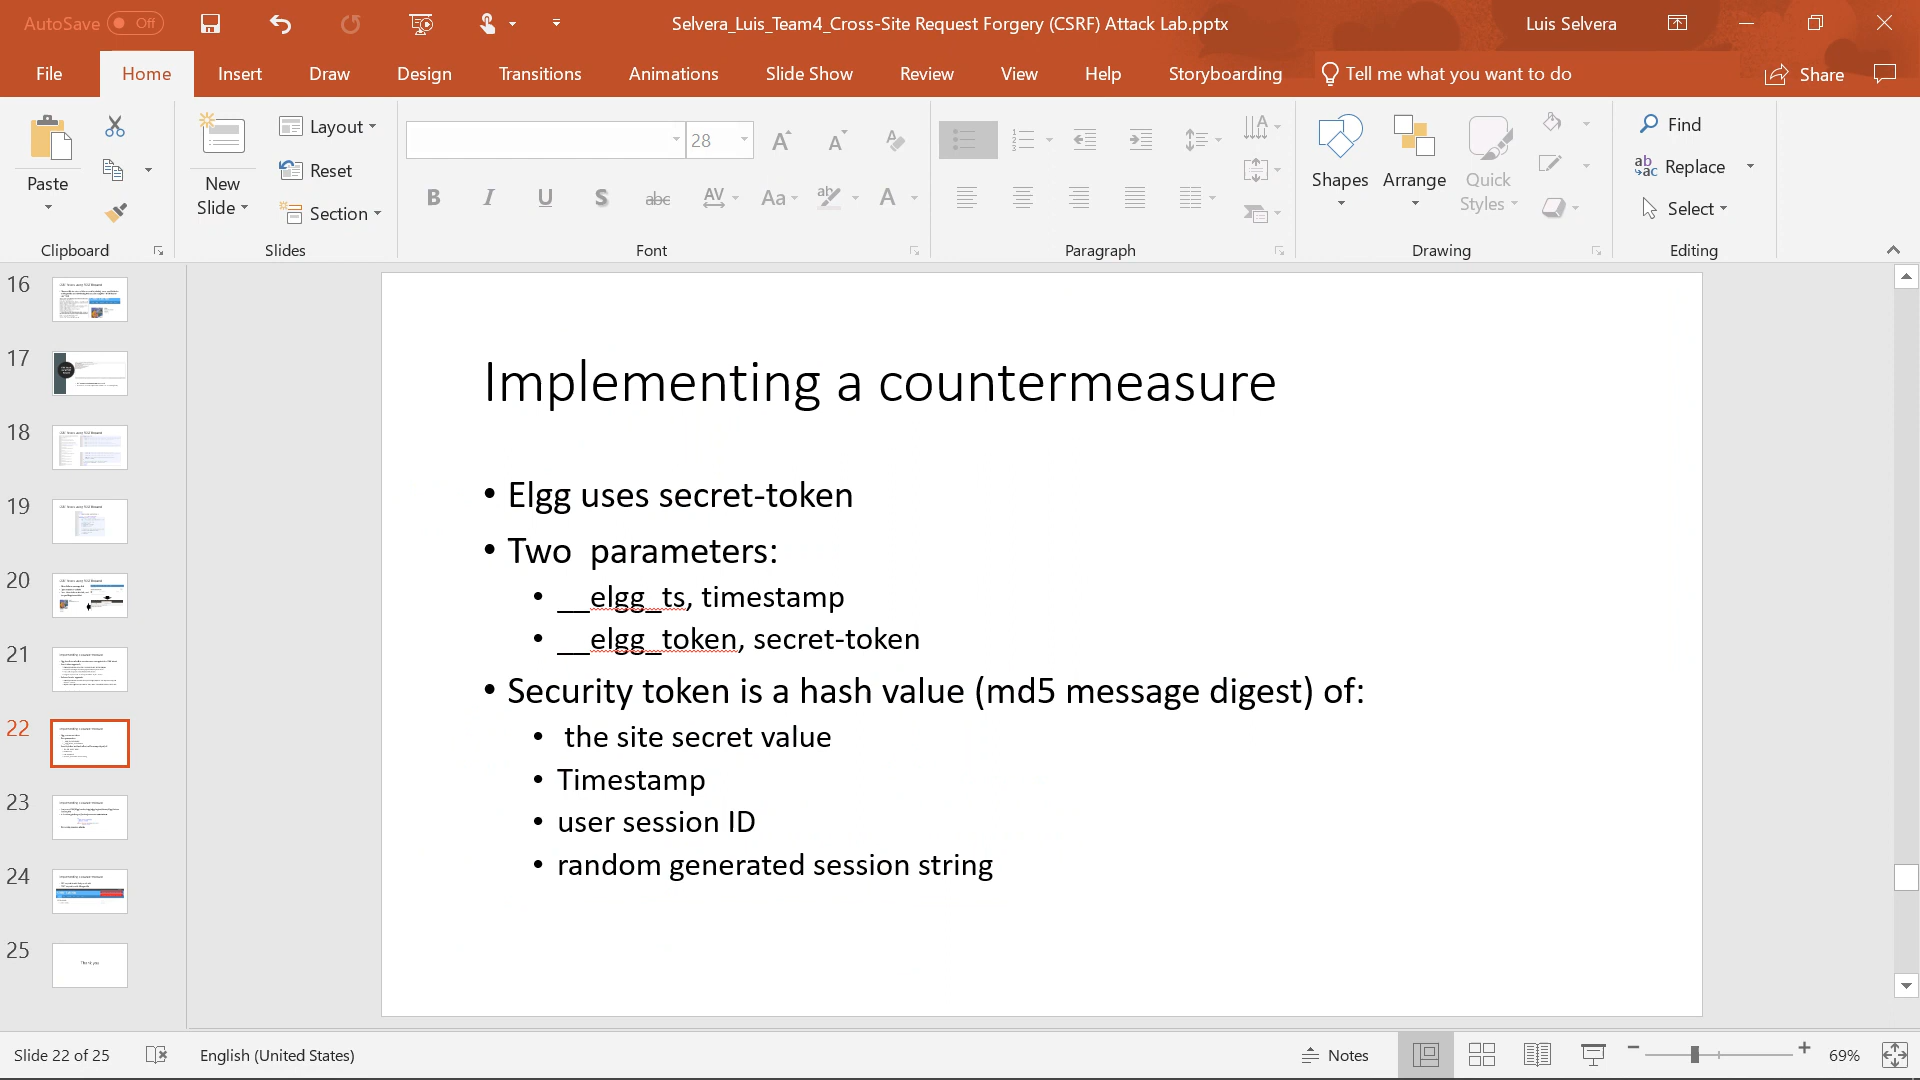 AutoSave Off
Selvera_Luis_Team4_Cross-Site Request Forgery (CSRF) Attack Lab.pptx
Luis Selvera
File Home Insert Draw Design Transitions Animations Slide Show Review View Help Storyboarding Tell me what you want to do Share
Paste
New Slide
Layout
Reset
Section
28
Shapes
Arrange
Quick Styles
Find
Replace
Select
Clipboard Slides Font Paragraph Drawing Editing
16
17
18
19
20
21
22
23
24
25
Thank you
Implementing a countermeasure
• Elgg uses secret-token
• Two  parameters:
• __elgg_ts, timestamp
• __elgg_token, secret-token
• Security token is a hash value (md5 message digest) of:
• the site secret value
• Timestamp
• user session ID
• random generated session string
Slide 22 of 25 English (United States) Notes 69%